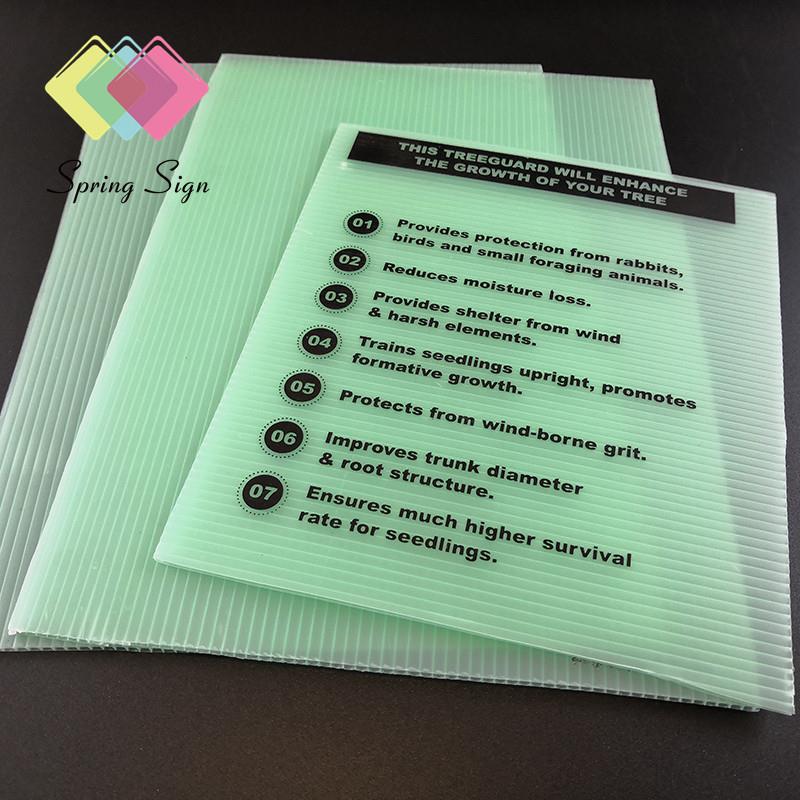 Spring Sign
THIS TREEGUARD WILL ENHANCE
THE GROWTH OF YOUR TREE
01 Provides protection from rabbits,
birds and small foraging animals.
02 Reduces moisture loss.
03 Provides shelter from wind
& harsh elements.
04 Trains seedlings upright, promotes
formative growth.
05 Protects from wind-borne grit.
06 Improves trunk diameter
& root structure.
07 Ensures much higher survival
rate for seedlings.